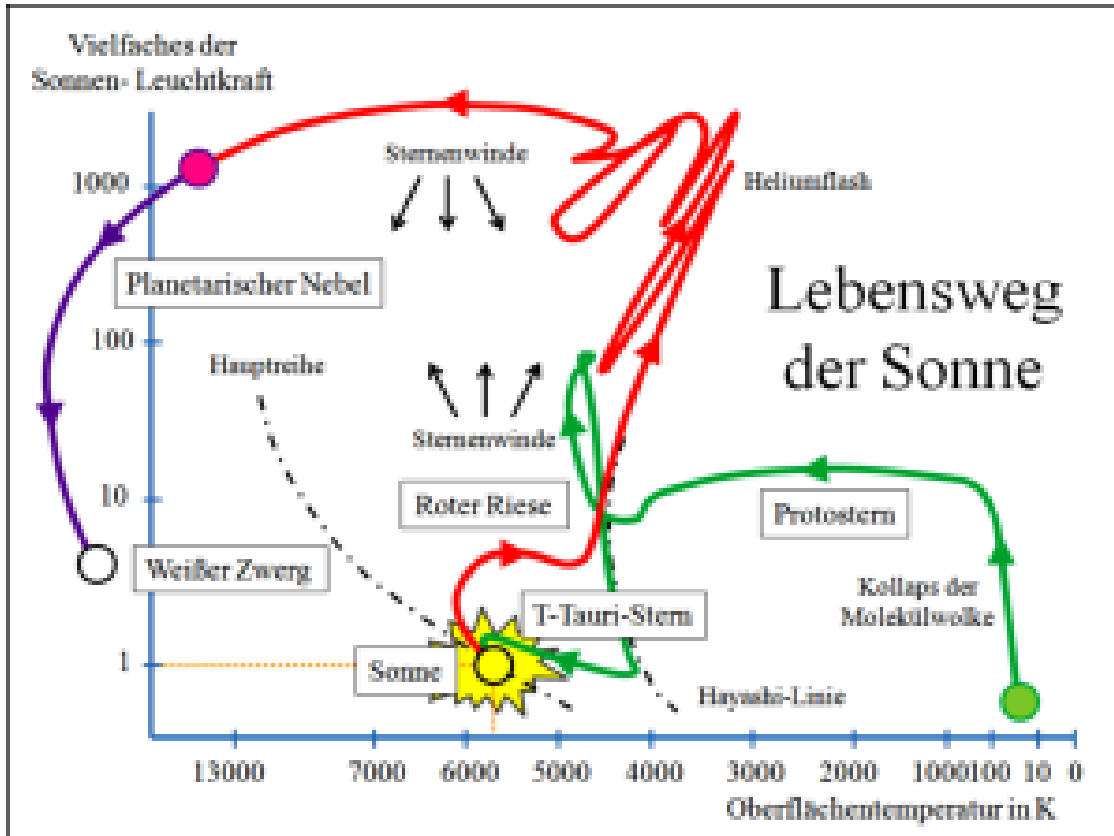 Vielfaches der
Sonnen- Leuchtkraft
Sternenwinde
1000
Heliumflash
Planetarischer Nebel
Lebensweg
der Sonne
100
Hauptreihe
Sternenwinde
10
Roter Riese
Protostern
Weißer Zwerg
Kollaps der
Molekülwolke
T-Tauri-Stern
1
Sonne
Hayashi-Linie
13000 7000 6000 5000 4000 3000 2000 1000 100 10 0
Oberflächentemperatur in K